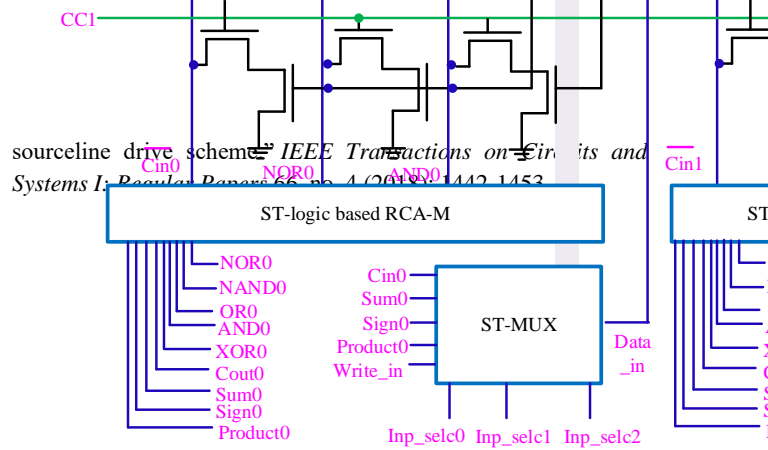 CC1
sourceline drive scheme." IEEE Transactions on Circuits and
Cin0
Cin1
NOR0
AND0
Systems I: Regular Papers 66, no. 4 (2018): 1442-1453.
ST-logic based RCA-M
ST
NOR0
NAND0
OR0
AND0
XOR0
Cout0
Sum0
Sign0
Product0
Cin0
Sum0
Sign0
Product0
Write_in
ST-MUX
Data
_in
Inp_selc0 Inp_selc1 Inp_selc2